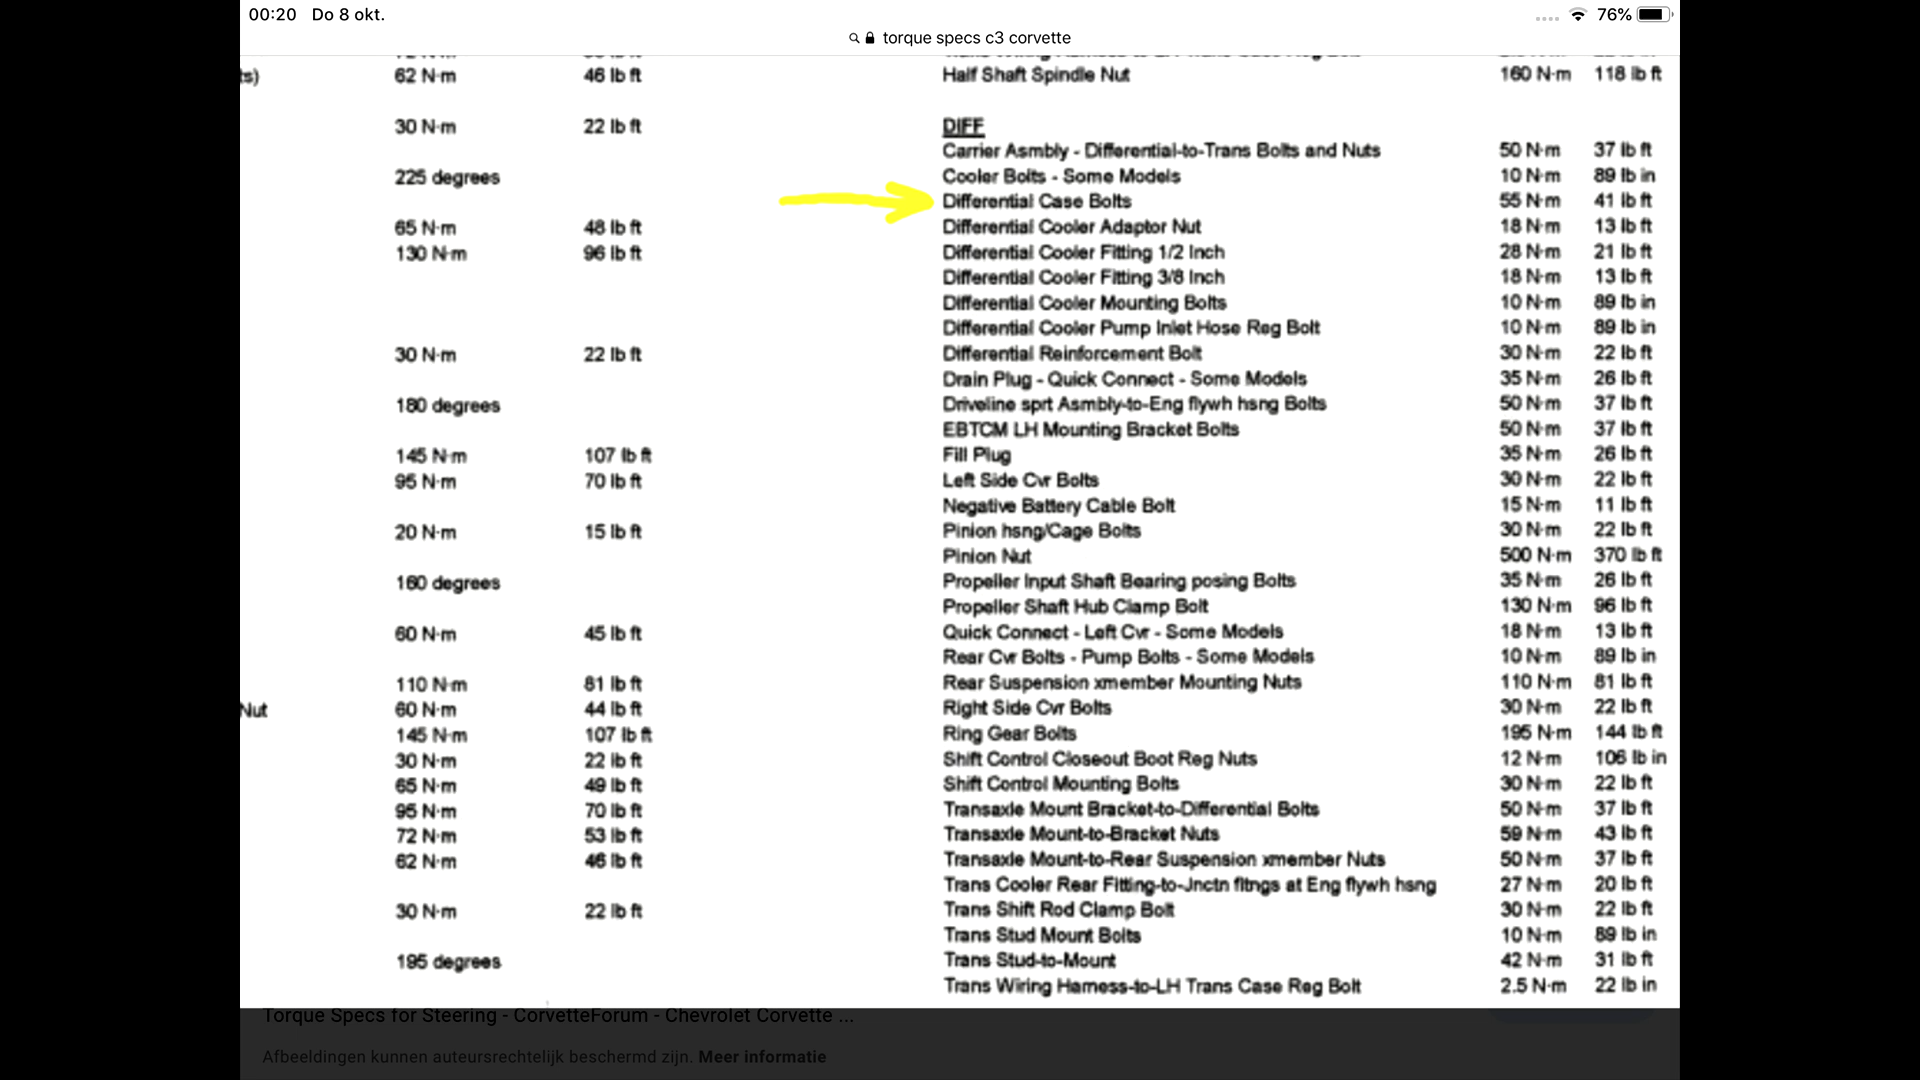 00:20 Do 8 okt. 76%
torque specs c3 corvette
ts) 62 N·m 46 lb ft
30 N·m 22 lb ft
225 degrees
65 N·m 48 lb ft
130 N·m 96 lb ft
30 N·m 22 lb ft
180 degrees
145 N·m 107 lb ft
95 N·m 70 lb ft
20 N·m 15 lb ft
160 degrees
60 N·m 45 lb ft
110 N·m 81 lb ft
Nut 60 N·m 44 lb ft
145 N·m 107 lb ft
30 N·m 22 lb ft
65 N·m 49 lb ft
95 N·m 70 lb ft
72 N·m 53 lb ft
62 N·m 46 lb ft
30 N·m 22 lb ft
195 degrees
Half Shaft Spindle Nut 160 N·m 118 lb ft
DIFF
Carrier Asmbly - Differential-to-Trans Bolts and Nuts 50 N·m 37 lb ft
Cooler Bolts - Some Models 10 N·m 89 lb in
Differential Case Bolts 55 N·m 41 lb ft
Differential Cooler Adaptor Nut 18 N·m 13 lb ft
Differential Cooler Fitting 1/2 Inch 28 N·m 21 lb ft
Differential Cooler Fitting 3/8 Inch 18 N·m 13 lb ft
Differential Cooler Mounting Bolts 10 N·m 89 lb in
Differential Cooler Pump Inlet Hose Reg Bolt 10 N·m 89 lb in
Differential Reinforcement Bolt 30 N·m 22 lb ft
Drain Plug - Quick Connect - Some Models 35 N·m 26 lb ft
Driveline sprt Asmbly-to-Eng flywh hsng Bolts 50 N·m 37 lb ft
EBTCM LH Mounting Bracket Bolts 50 N·m 37 lb ft
Fill Plug 35 N·m 26 lb ft
Left Side Cvr Bolts 30 N·m 22 lb ft
Negative Battery Cable Bolt 15 N·m 11 lb ft
Pinion hsng/Cage Bolts 30 N·m 22 lb ft
Pinion Nut 500 N·m 370 lb ft
Propeller Input Shaft Bearing posing Bolts 35 N·m 26 lb ft
Propeller Shaft Hub Clamp Bolt 130 N·m 96 lb ft
Quick Connect - Left Cvr - Some Models 18 N·m 13 lb ft
Rear Cvr Bolts - Pump Bolts - Some Models 10 N·m 89 lb in
Rear Suspension xmember Mounting Nuts 110 N·m 81 lb ft
Right Side Cvr Bolts 30 N·m 22 lb ft
Ring Gear Bolts 195 N·m 144 lb ft
Shift Control Closeout Boot Reg Nuts 12 N·m 106 lb in
Shift Control Mounting Bolts 30 N·m 22 lb ft
Transaxle Mount Bracket-to-Differential Bolts 50 N·m 37 lb ft
Transaxle Mount-to-Bracket Nuts 59 N·m 43 lb ft
Transaxle Mount-to-Rear Suspension xmember Nuts 50 N·m 37 lb ft
Trans Cooler Rear Fitting-to-Jnctn fitngs at Eng flywh hsng 27 N·m 20 lb ft
Trans Shift Rod Clamp Bolt 30 N·m 22 lb ft
Trans Stud Mount Bolts 10 N·m 89 lb in
Trans Stud-to-Mount 42 N·m 31 lb ft
Trans Wiring Harness-to-LH Trans Case Reg Bolt 2.5 N·m 22 lb in
Torque Specs for Steering - CorvetteForum - Chevrolet Corvette ...
Afbeeldingen kunnen auteursrechtelijk beschermd zijn. Meer informatie